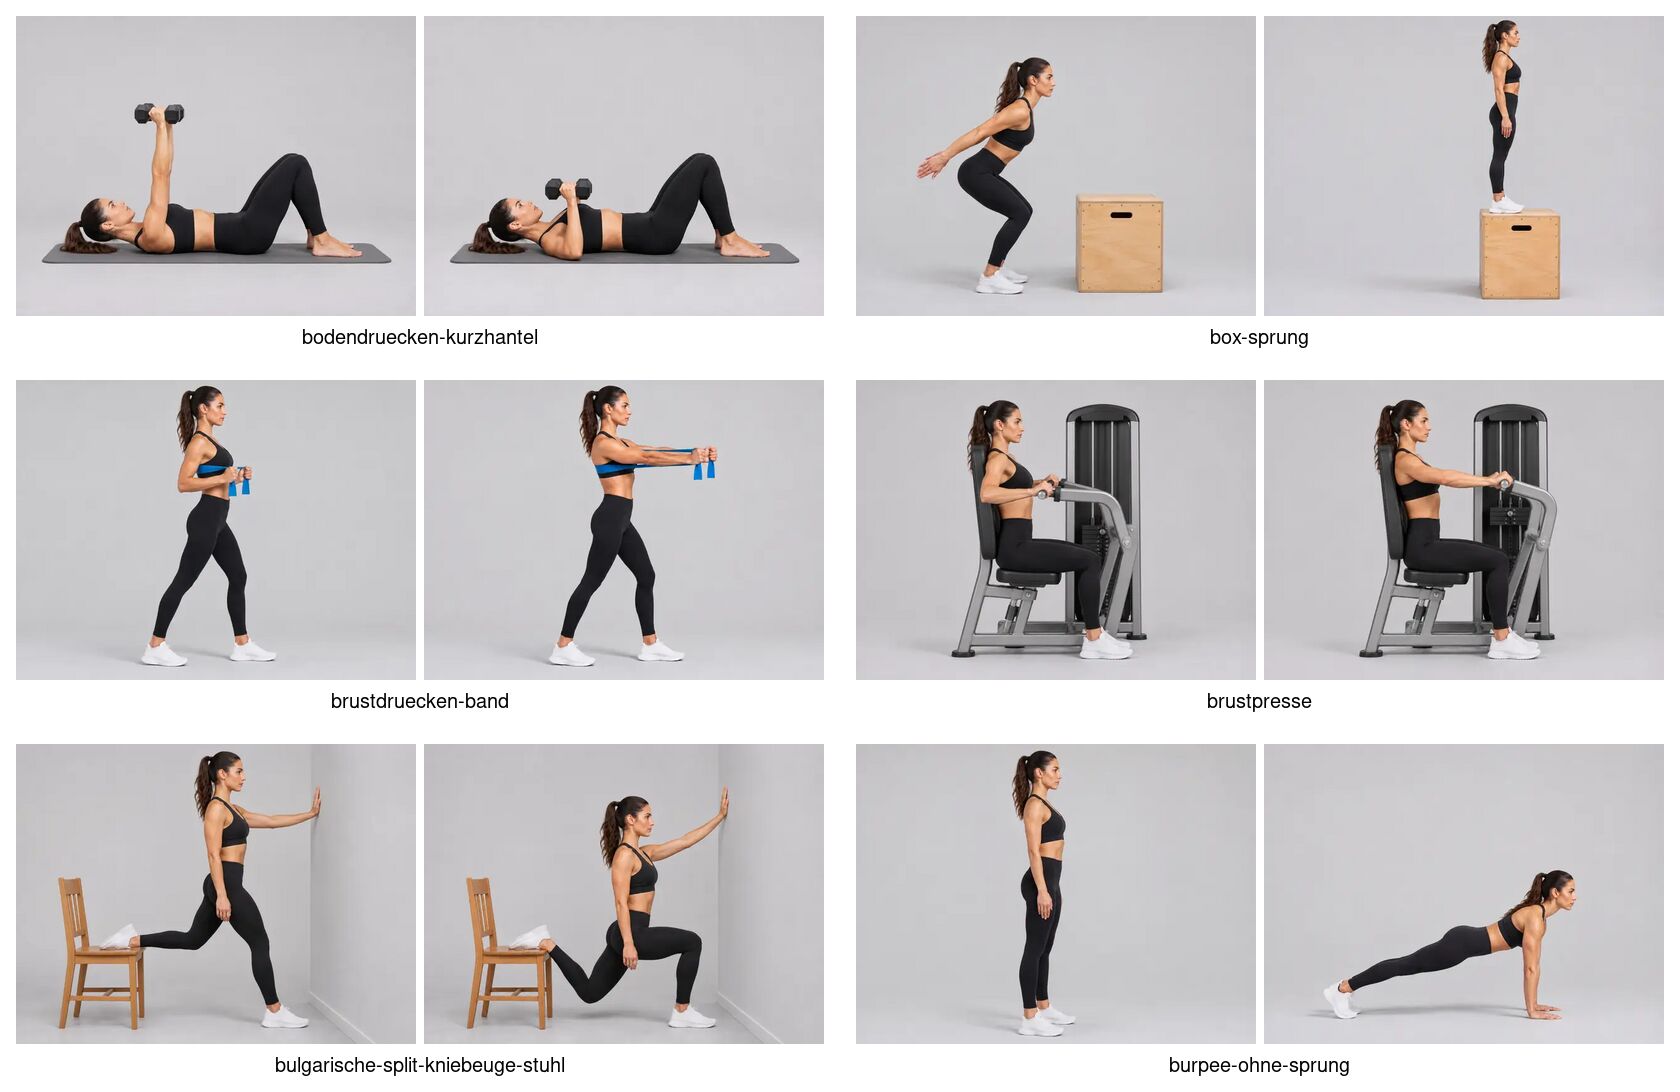 bodendruecken-kurzhantel
box-sprung
brustdruecken-band
brustpresse
bulgarische-split-kniebeuge-stuhl
burpee-ohne-sprung